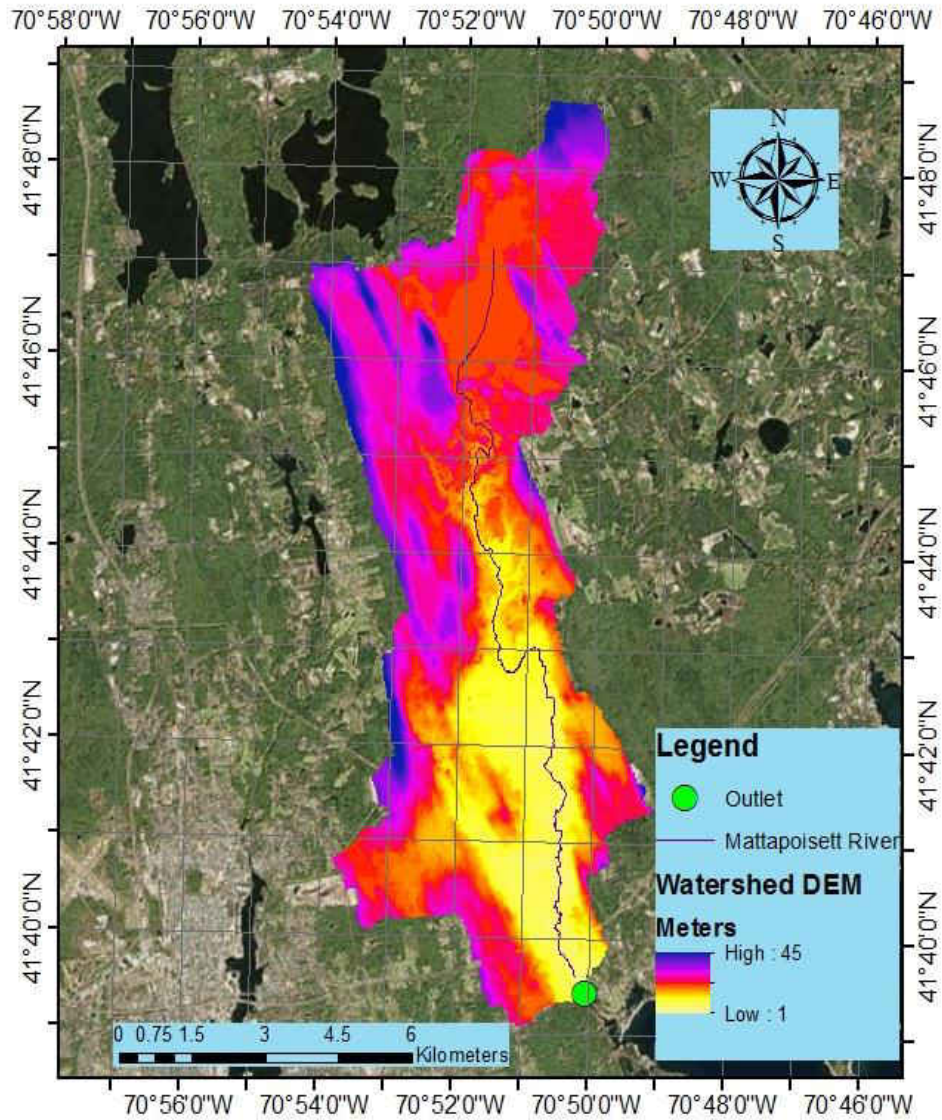 70°58'0"W 70°56'0"W 70°54'0"W 70°52'0"W 70°50'0"W 70°48'0"W 70°46'0"W
N
W E
S
41°48'0"N 41°48'0"N
41°46'0"N 41°46'0"N
41°44'0"N 41°44'0"N
41°42'0"N 41°42'0"N
41°40'0"N 41°40'0"N
Legend
Outlet
Mattapoisett River
Watershed DEM
Meters
High : 45
Low : 1
0 0.75 1.5 3 4.5 6
Kilometers
70°56'0"W 70°54'0"W 70°52'0"W 70°50'0"W 70°48'0"W 70°46'0"W